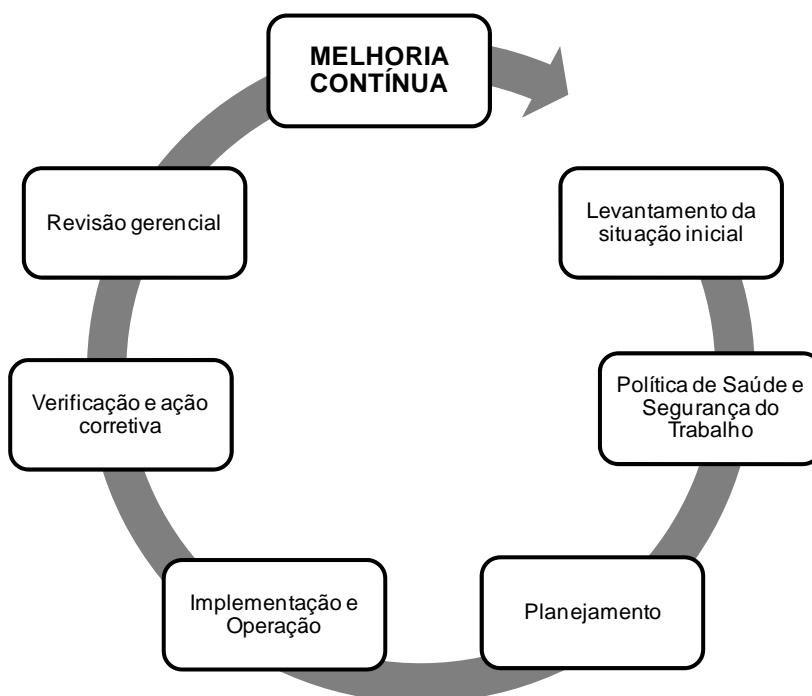 MELHORIA
CONTÍNUA
Levantamento da
situação inicial
Política de Saúde e
Segurança do
Trabalho
Planejamento
Implementação e
Operação
Verificação e ação
corretiva
Revisão gerencial